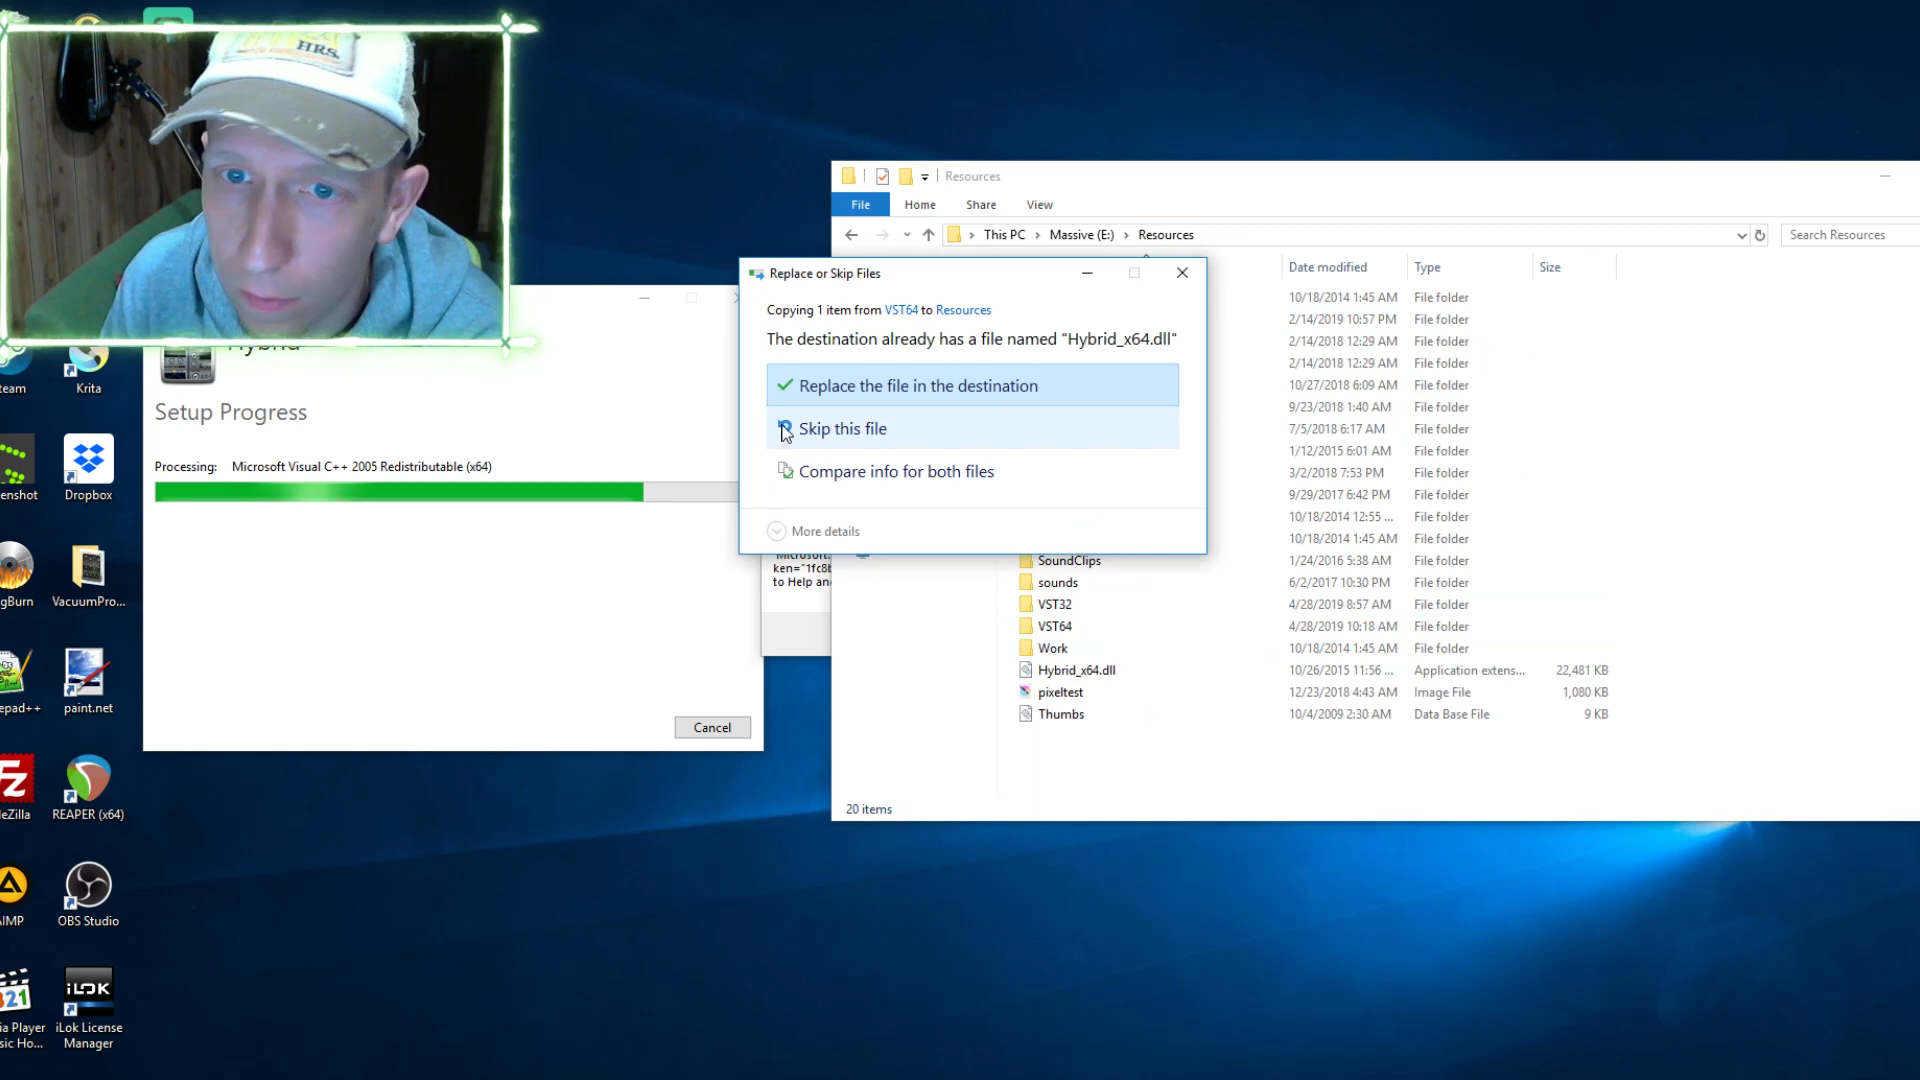 HRS.
Resources
File
Home
Share
View
This PC
Massive (E:)
Resources
Search Resources
Replace or Skip Files
Copying 1 item from VST64 to Resources
The destination already has a file named "Hybrid_x64.dll"
Replace the file in the destination
Skip this file
Compare info for both files
More details
Date modified
Type
Size
10/18/2014 1:45 AM File folder
2/14/2019 10:57 PM File folder
2/14/2018 12:29 AM File folder
2/14/2018 12:29 AM File folder
10/27/2018 6:09 AM File folder
9/23/2018 1:40 AM File folder
7/5/2018 6:17 AM File folder
1/12/2015 6:01 AM File folder
3/2/2018 7:53 PM File folder
9/29/2017 6:42 PM File folder
10/18/2014 12:55 ... File folder
10/18/2014 1:45 AM File folder
SoundClips 1/24/2016 5:38 AM File folder
sounds 6/2/2017 10:30 PM File folder
VST32 4/28/2019 8:57 AM File folder
VST64 4/28/2019 10:18 AM File folder
Work 10/18/2014 1:45 AM File folder
Hybrid_x64.dll 10/26/2015 11:56 ... Application extens... 22,481 KB
pixeltest 12/23/2018 4:43 AM Image File 1,080 KB
Thumbs 10/4/2009 2:30 AM Data Base File 9 KB
20 items
Hybrid
Setup Progress
Processing: Microsoft Visual C++ 2005 Redistributable (x64)
Cancel
Microsoft.
ken="1fc8b
to Help an
team
Krita
enshot
Dropbox
gBurn
VacuumPro...
epad++
paint.net
eZilla
REAPER (x64)
AIMP
OBS Studio
321
iLOK
ia Player
sic Ho...
iLok License
Manager